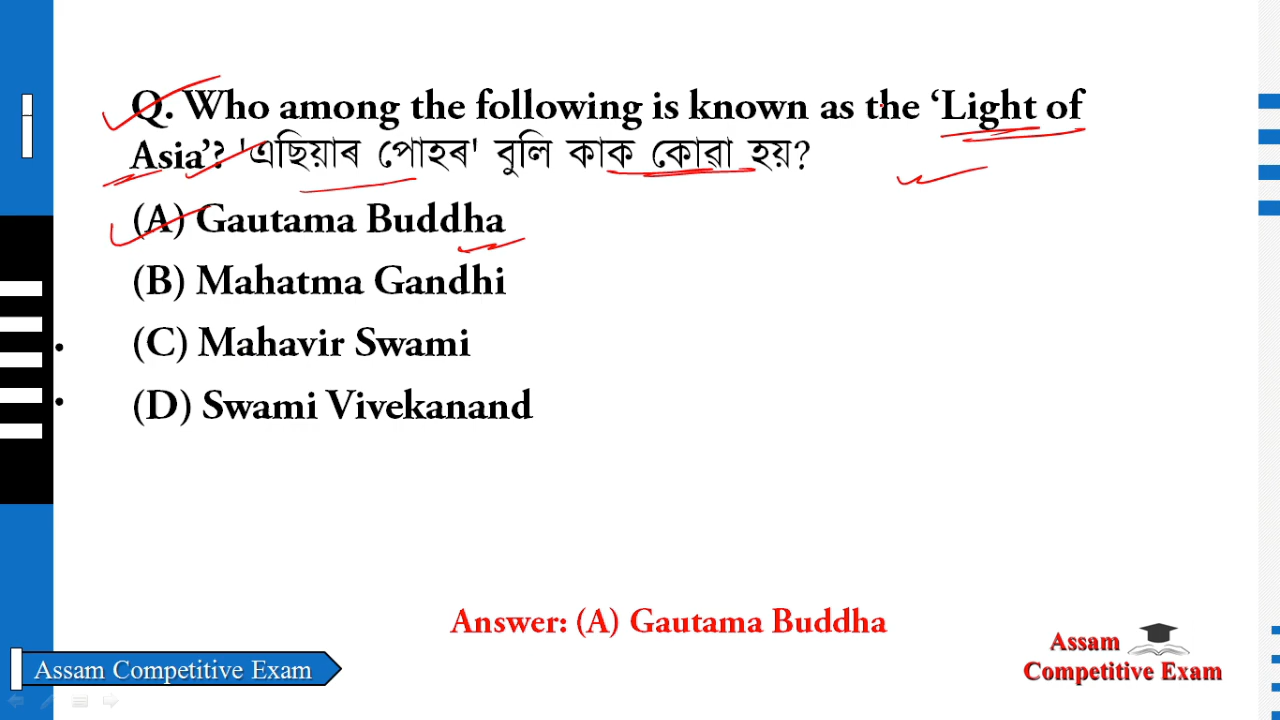 Q. Who among the following is known as the ‘Light of
Asia’? 'এছিয়াৰ পোহৰ' বুলি কাক কোৱা হয়?
(A) Gautama Buddha
(B) Mahatma Gandhi
(C) Mahavir Swami
(D) Swami Vivekanand
Answer: (A) Gautama Buddha
Assam Competitive Exam
Assam
Competitive Exam